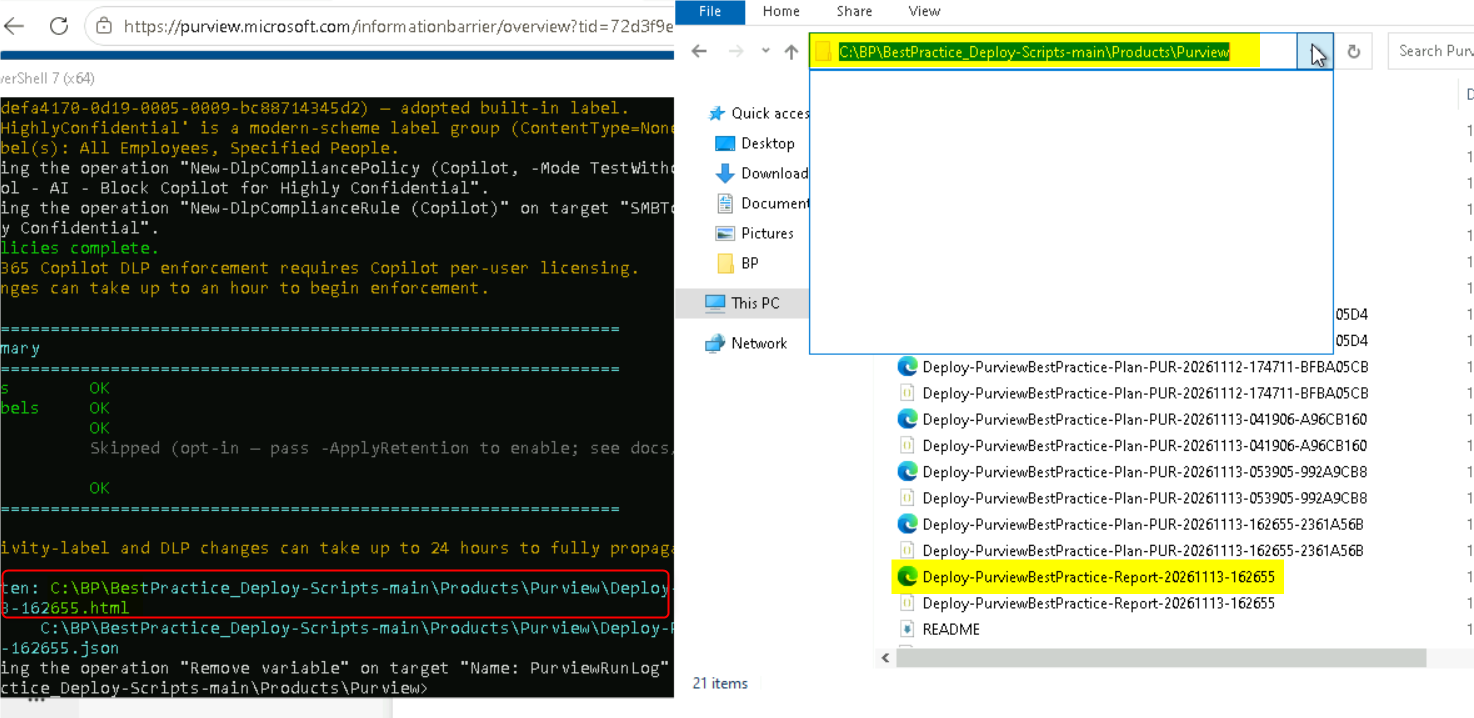 https://purview.microsoft.com/informationbarrier/overview?tid=72d3f9e
verShell 7 (x64)
defa4170-0d19-0005-0009-bc88714345d2) — adopted built-in label.
HighlyConfidential' is a modern-scheme label group (ContentType=None
bel(s): All Employees, Specified People.
ing the operation "New-DlpCompliancePolicy (Copilot, -Mode TestWitho
ol - AI - Block Copilot for Highly Confidential".
ing the operation "New-DlpComplianceRule (Copilot)" on target "SMBTo
y Confidential".
licies complete.
365 Copilot DLP enforcement requires Copilot per-user licensing.
nges can take up to an hour to begin enforcement.
==============================================================
mary
==============================================================
s OK
bels OK
OK
Skipped (opt-in — pass -ApplyRetention to enable; see docs/
OK
==============================================================
ivity-label and DLP changes can take up to 24 hours to fully propaga
ten: C:\BP\BestPractice_Deploy-Scripts-main\Products\Purview\Deploy-
3-162655.html
C:\BP\BestPractice_Deploy-Scripts-main\Products\Purview\Deploy-P
-162655.json
ing the operation "Remove variable" on target "Name: PurviewRunLog"
ctice_Deploy-Scripts-main\Products\Purview>
File Home Share View
C:\BP\BestPractice_Deploy-Scripts-main\Products\Purview
Search Purv
Quick acces
Desktop
Download
Document
Pictures
BP
This PC
Network
05D4
05D4
Deploy-PurviewBestPractice-Plan-PUR-20261112-174711-BFBA05CB
Deploy-PurviewBestPractice-Plan-PUR-20261112-174711-BFBA05CB
Deploy-PurviewBestPractice-Plan-PUR-20261113-041906-A96CB160
Deploy-PurviewBestPractice-Plan-PUR-20261113-041906-A96CB160
Deploy-PurviewBestPractice-Plan-PUR-20261113-053905-992A9CB8
Deploy-PurviewBestPractice-Plan-PUR-20261113-053905-992A9CB8
Deploy-PurviewBestPractice-Plan-PUR-20261113-162655-2361A56B
Deploy-PurviewBestPractice-Plan-PUR-20261113-162655-2361A56B
Deploy-PurviewBestPractice-Report-20261113-162655
Deploy-PurviewBestPractice-Report-20261113-162655
README
21 items